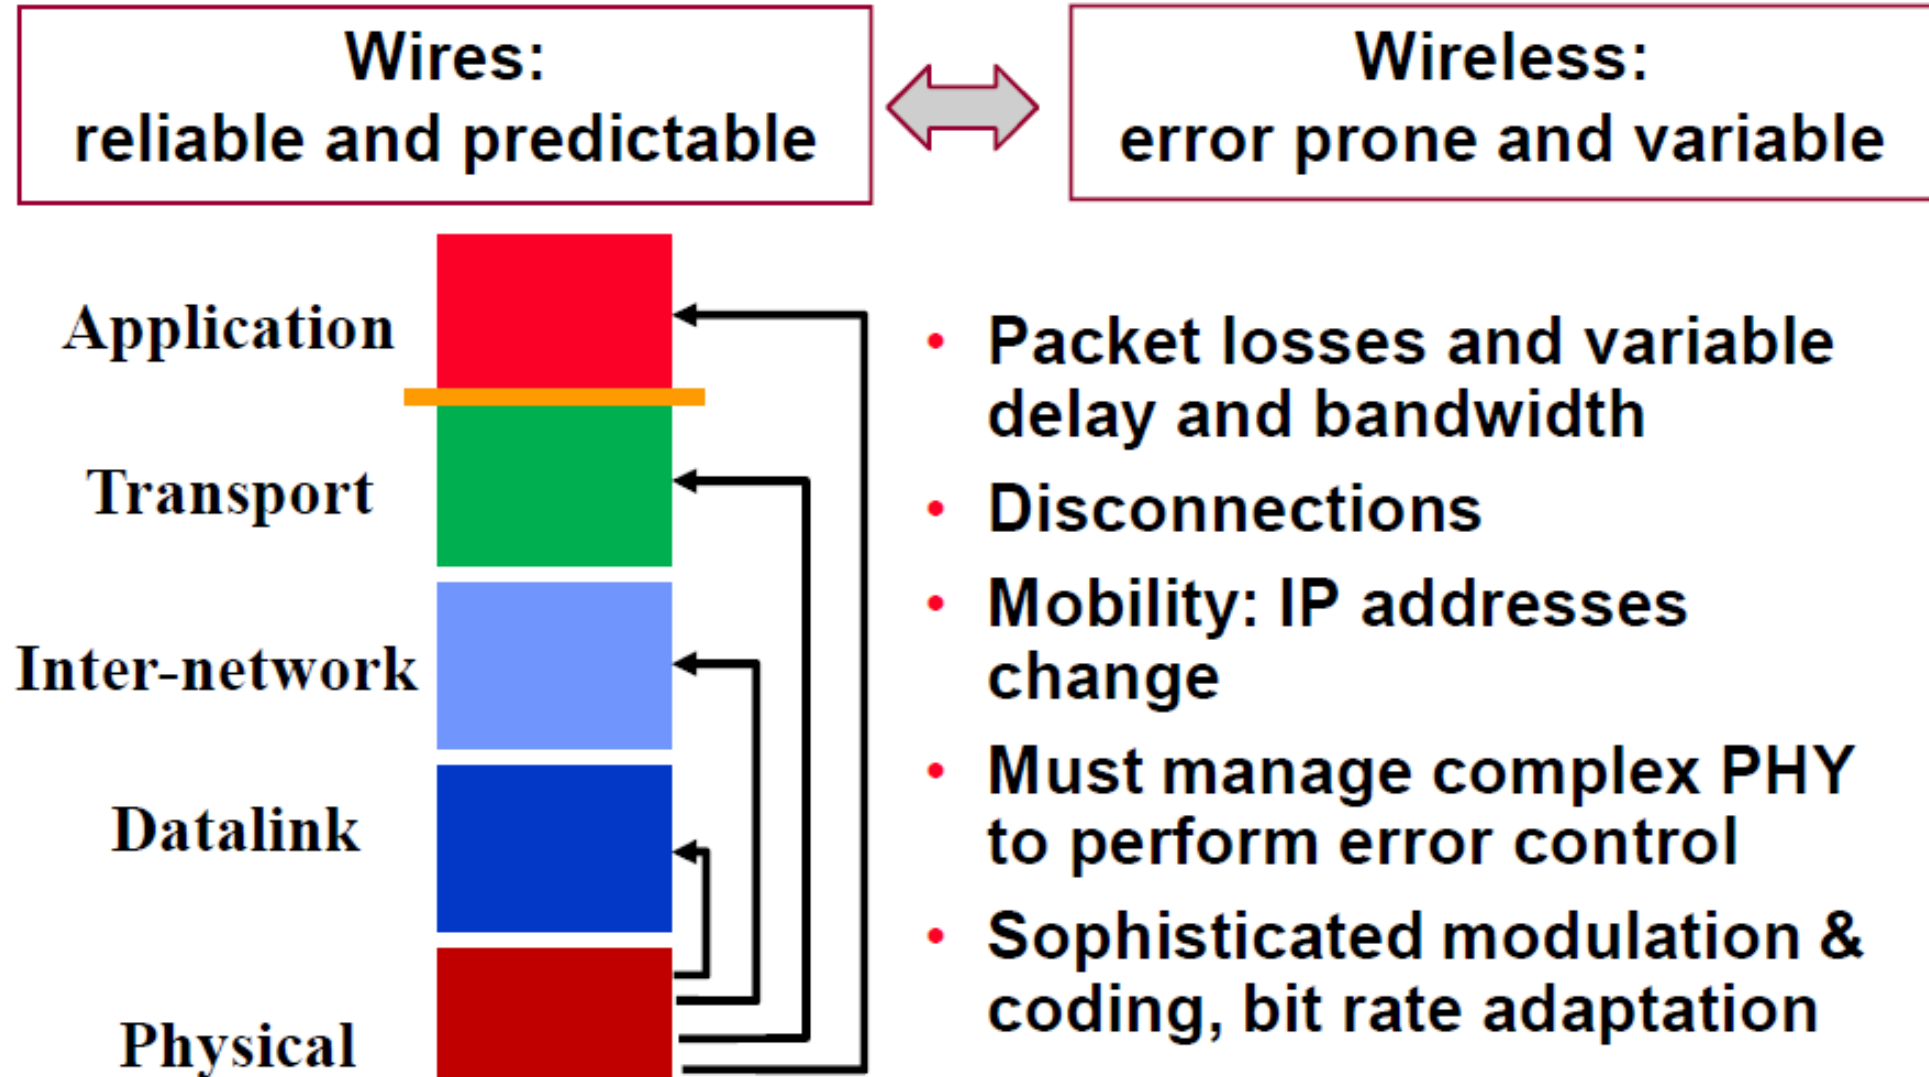 Wires:
reliable and predictable
Wireless:
error prone and variable
Application
Transport
Inter-network
Datalink
Physical
• Packet losses and variable
delay and bandwidth
• Disconnections
• Mobility: IP addresses
change
• Must manage complex PHY
to perform error control
• Sophisticated modulation &
coding, bit rate adaptation